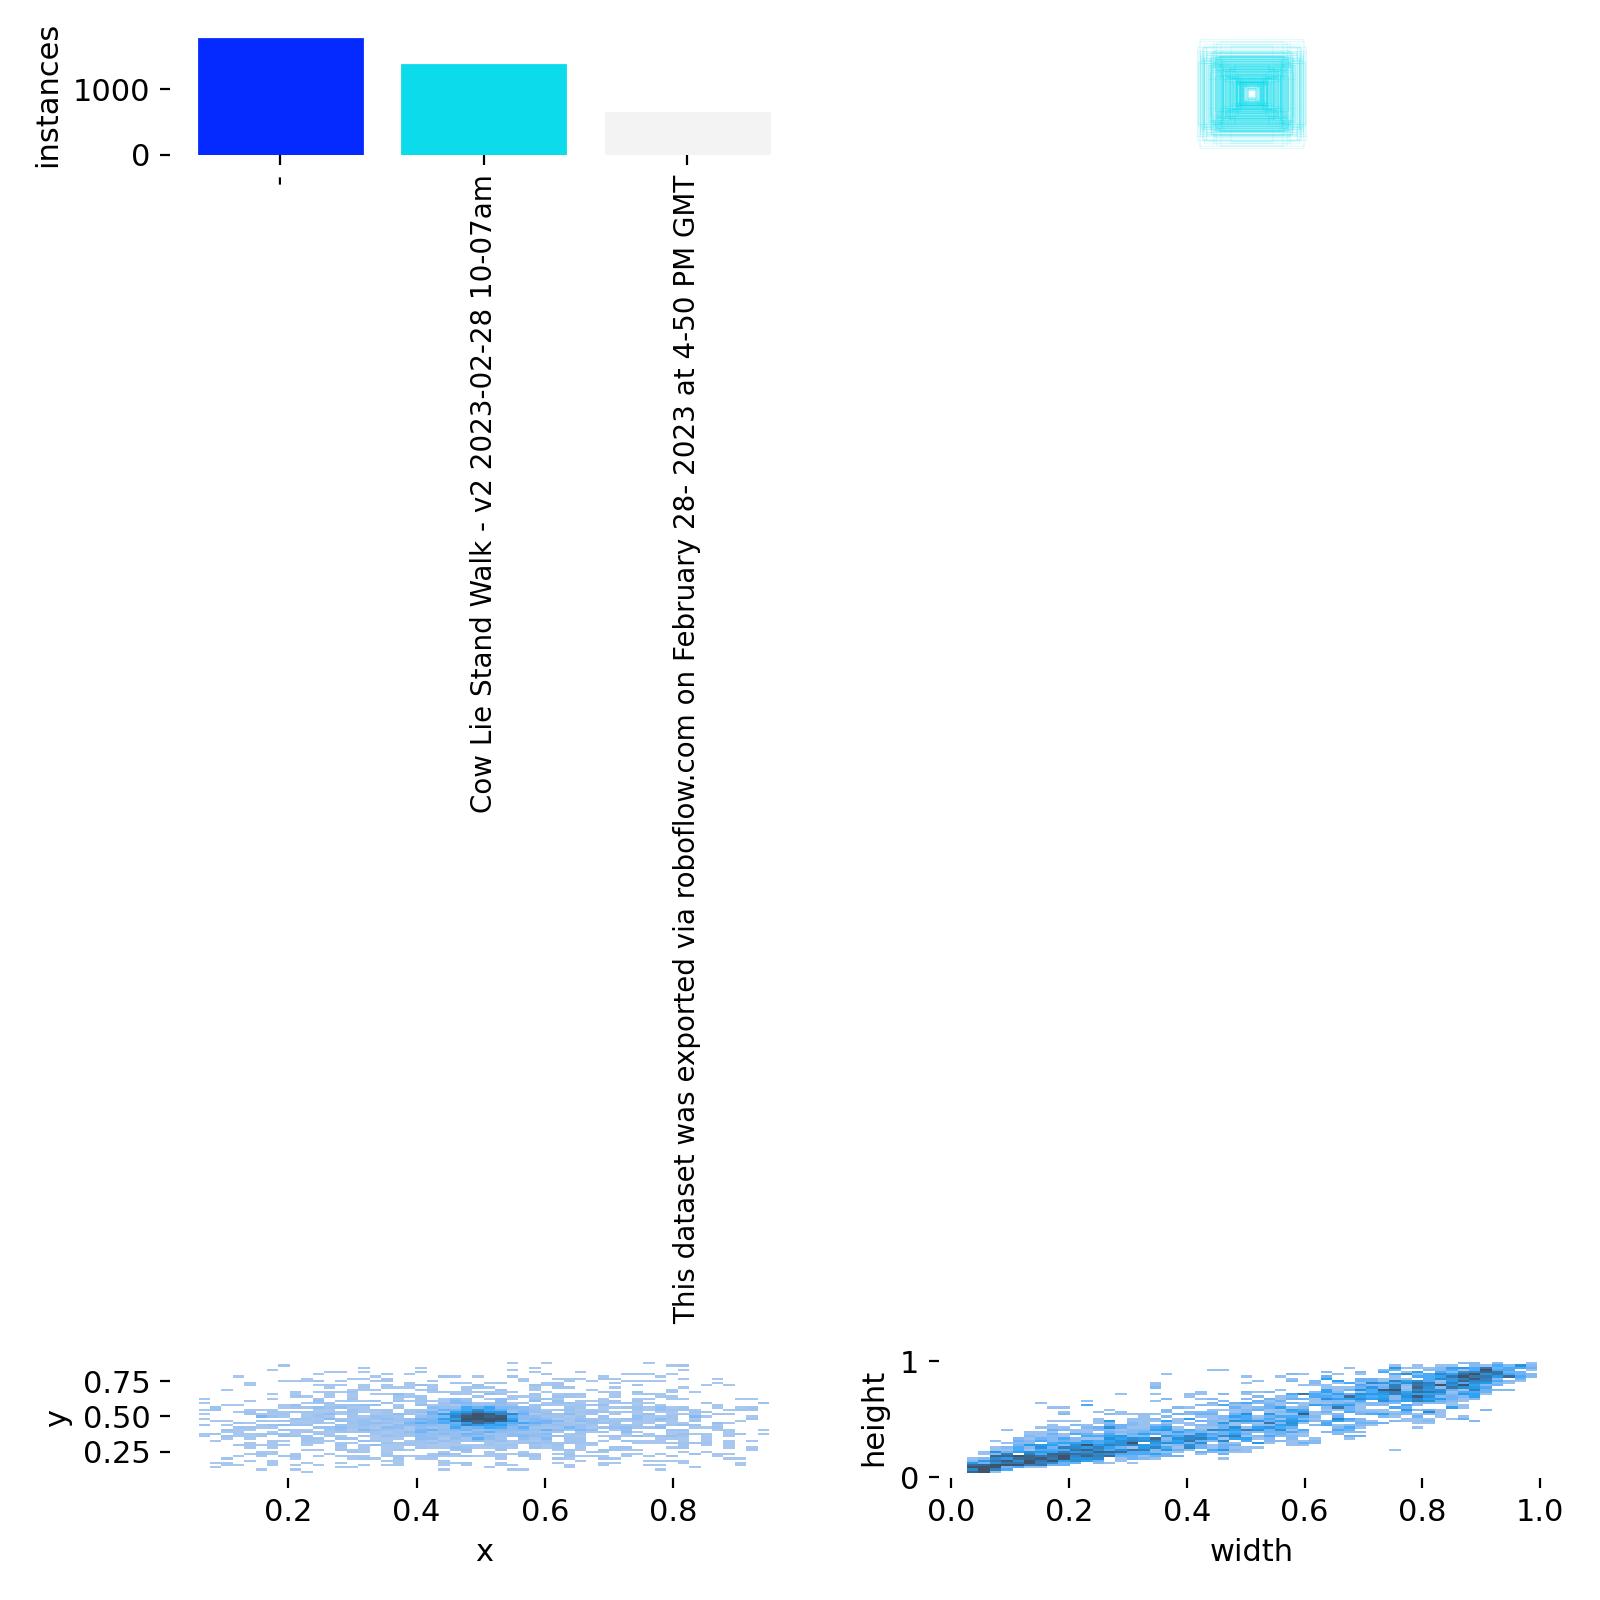 instances
1000
0
-
Cow Lie Stand Walk - v2 2023-02-28 10-07am
This dataset was exported via roboflow.com on February 28- 2023 at 4-50 PM GMT
y
0.75
0.50
0.25
0.2 0.4 0.6 0.8
x
height
1
0
0.0 0.2 0.4 0.6 0.8 1.0
width